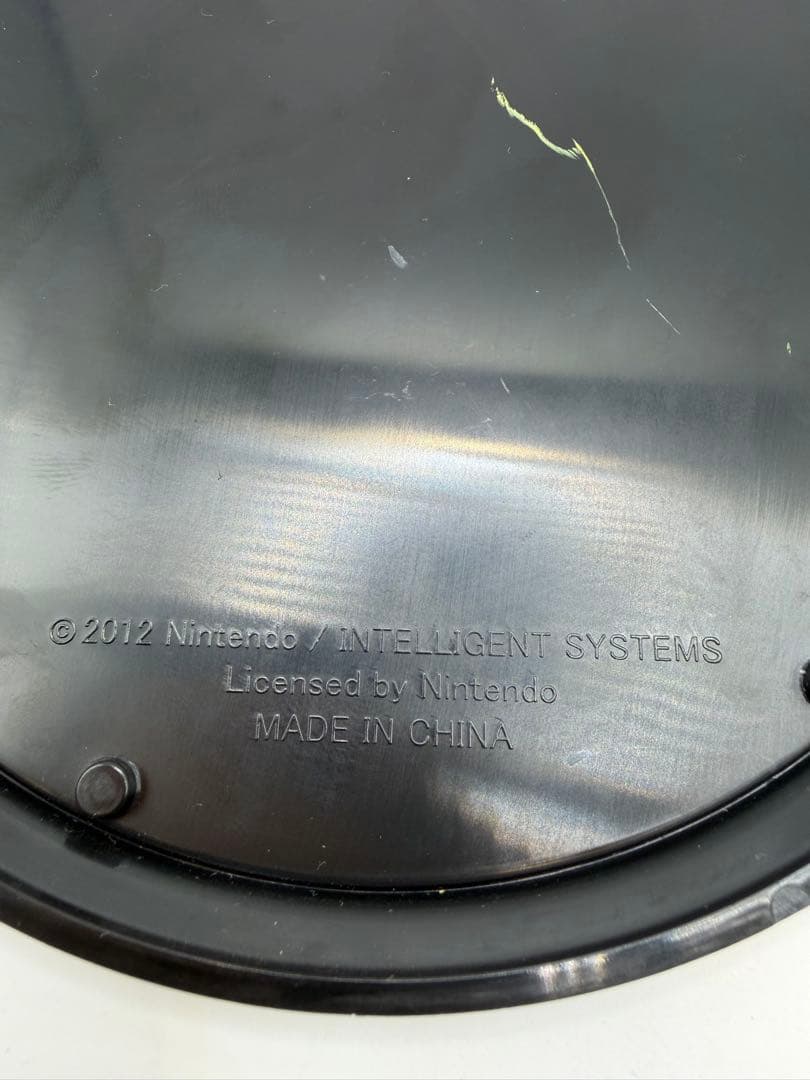 ©2012 Nintendo / INTELLIGENT SYSTEMS
Licensed by Nintendo
MADE IN CHINA